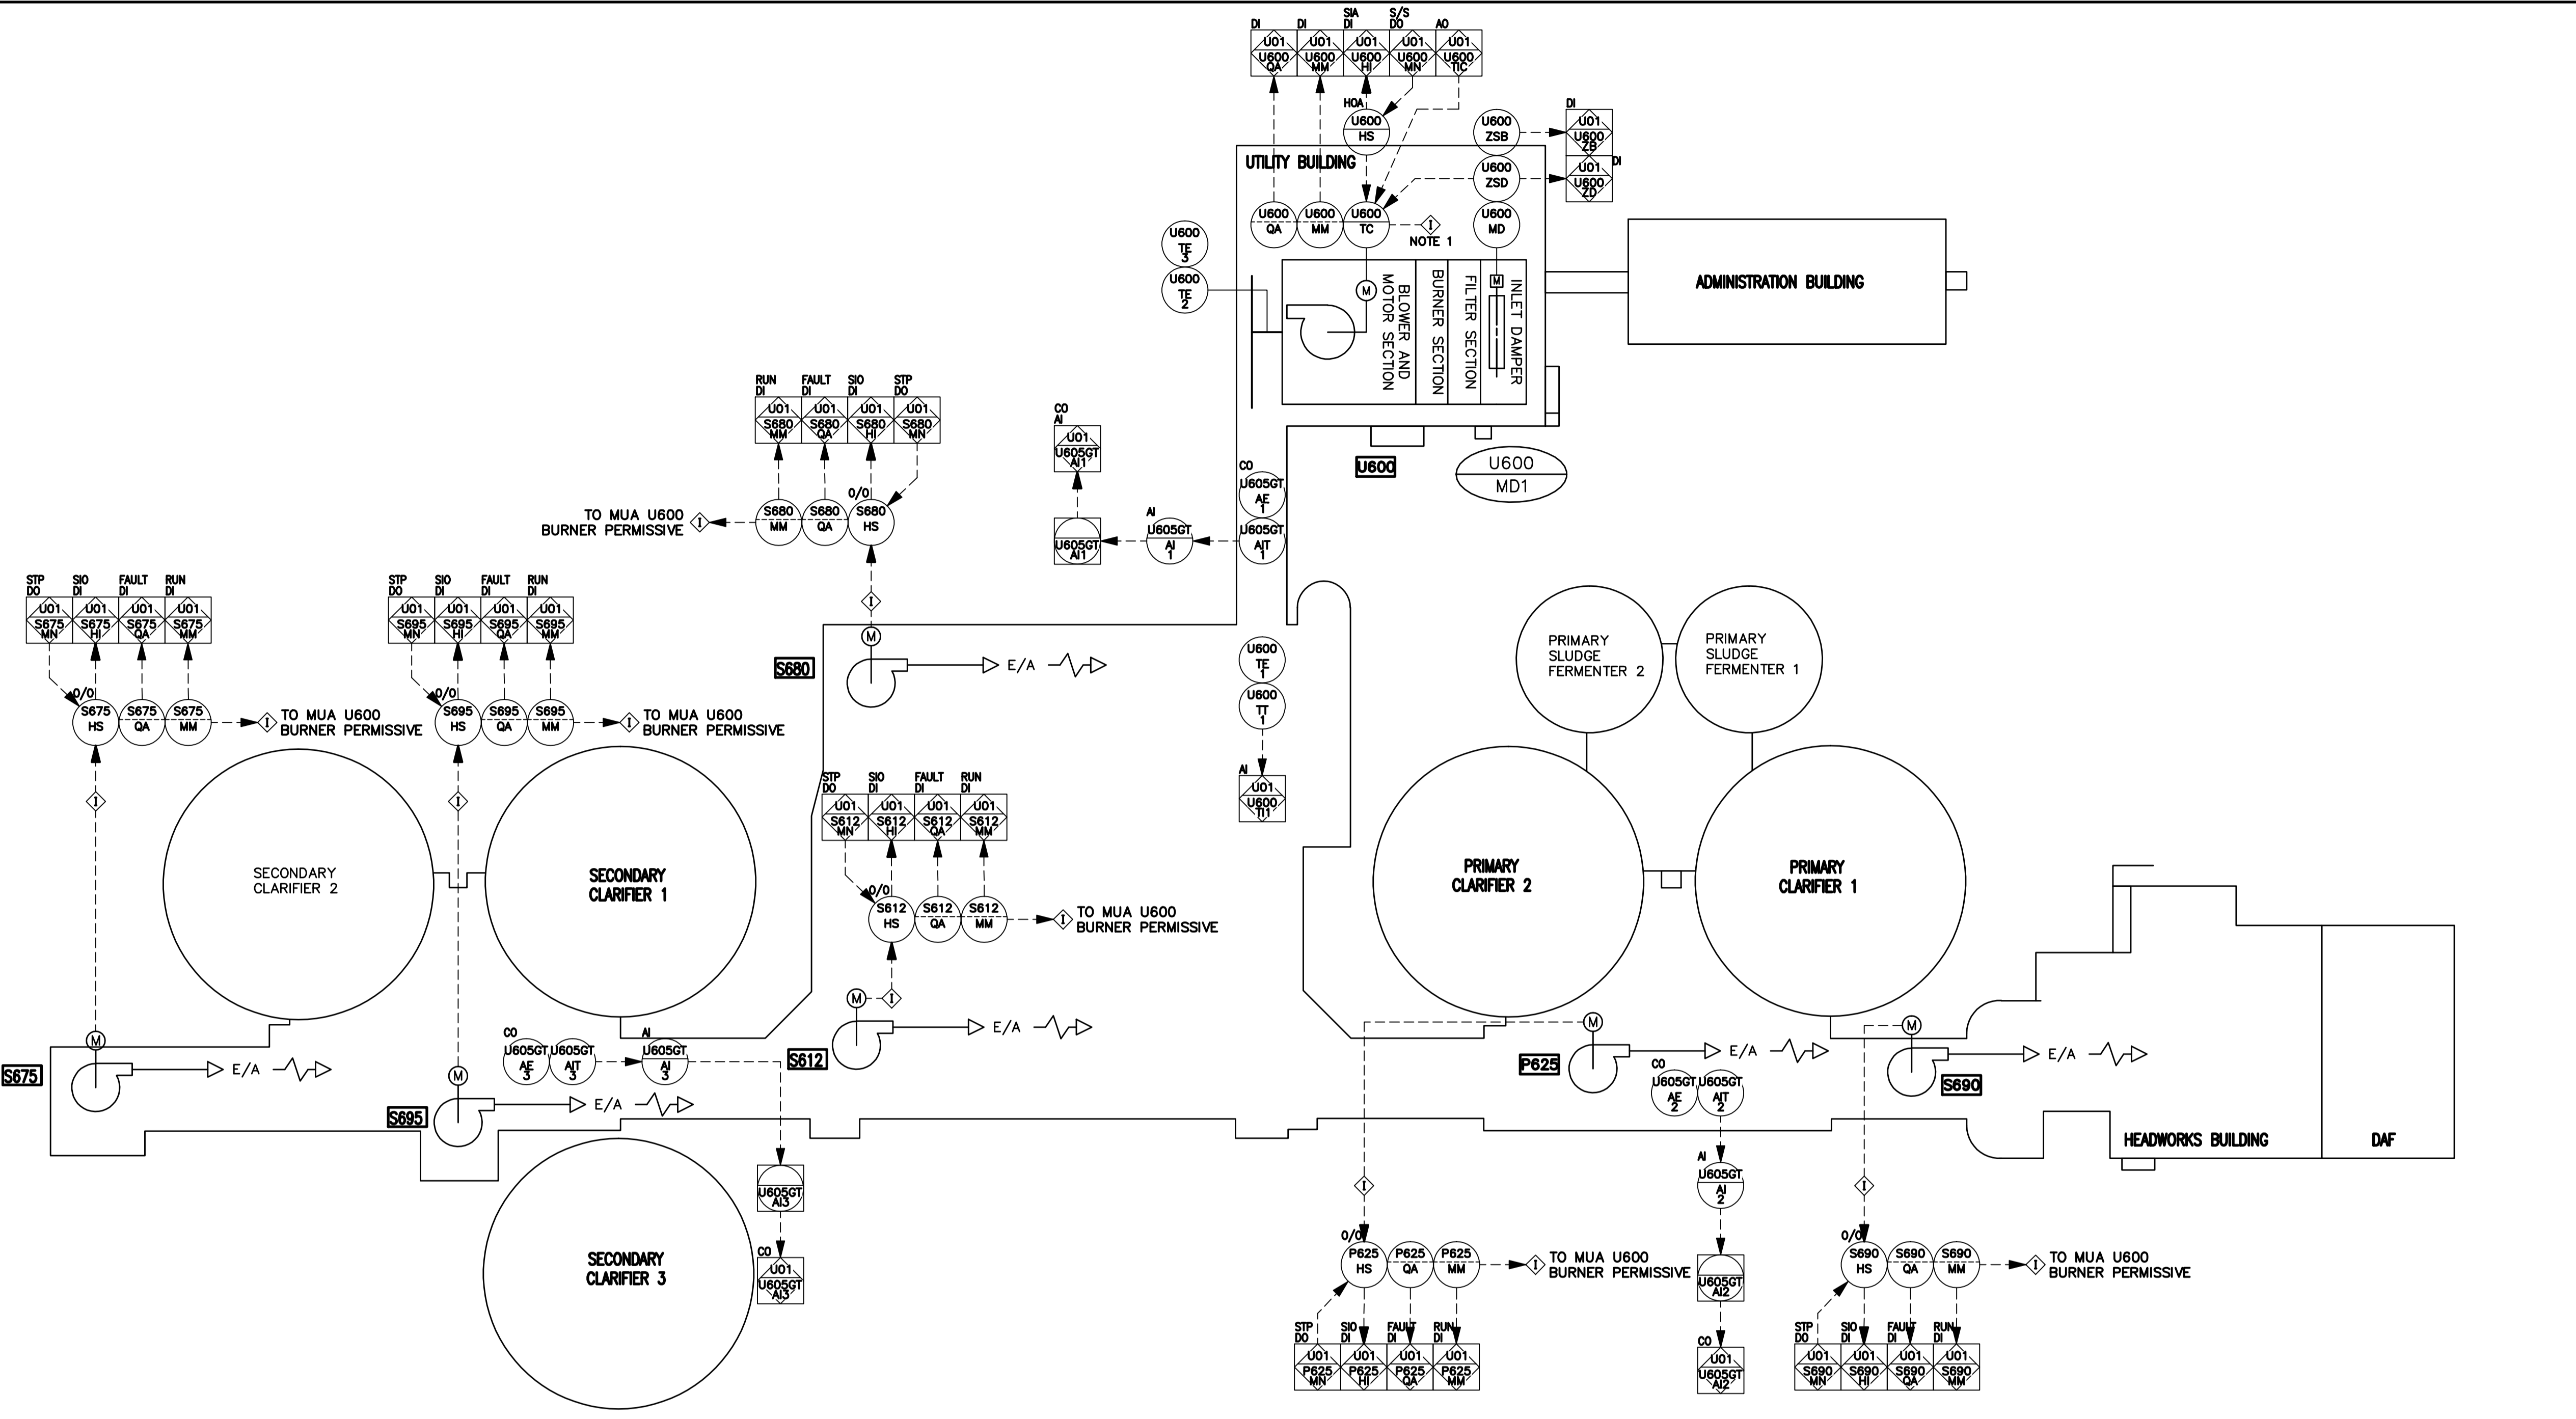 DI
DI
SIA
DI
S/S
DO
AO
U01
U600
QA
U01
U600
MM
U01
U600
HI
U01
U600
MN
U01
U600
TIC
HOA
U600
HS
U600
ZSB
DI
U01
U600
ZB
UTILITY BUILDING
U600
ZSD
DI
U01
U600
ZD
U600
QA
U600
MM
U600
TC
I
NOTE 1
U600
MD
U600
TE
3
U600
TE
2
M
M
BLOWER AND
MOTOR SECTION
BURNER SECTION
FILTER SECTION
INLET DAMPER
ADMINISTRATION BUILDING
U600
U600
MD1
RUN
DI
FAULT
DI
SIO
DI
STP
DO
U01
S680
MM
U01
S680
QA
U01
S680
HI
U01
S680
MN
TO MUA U600
BURNER PERMISSIVE
I
S680
MM
S680
QA
O/O
S680
HS
I
M
S680
E/A
CO
AI
U01
U605GT
AI1
U605GT
AI1
AI
U605GT
AI
1
CO
U605GT
AE
1
U605GT
AIT
1
STP
DO
SIO
DI
FAULT
DI
RUN
DI
U01
S675
MN
U01
S675
HI
U01
S675
QA
U01
S675
MM
O/O
S675
HS
S675
QA
S675
MM
I
TO MUA U600
BURNER PERMISSIVE
I
STP
DO
SIO
DI
FAULT
DI
RUN
DI
U01
S695
MN
U01
S695
HI
U01
S695
QA
U01
S695
MM
O/O
S695
HS
S695
QA
S695
MM
I
TO MUA U600
BURNER PERMISSIVE
I
U600
TE
1
U600
TT
1
AI
U01
U600
TI1
PRIMARY
SLUDGE
FERMENTER 2
PRIMARY
SLUDGE
FERMENTER 1
STP
DO
SIO
DI
FAULT
DI
RUN
DI
U01
S612
MN
U01
S612
HI
U01
S612
QA
U01
S612
MM
O/O
S612
HS
S612
QA
S612
MM
I
TO MUA U600
BURNER PERMISSIVE
I
M
S612
E/A
SECONDARY
CLARIFIER 2
SECONDARY
CLARIFIER 1
PRIMARY
CLARIFIER 2
PRIMARY
CLARIFIER 1
M
S675
E/A
M
S695
E/A
CO
U605GT
AE
3
U605GT
AIT
3
AI
U605GT
AI
3
U605GT
AI3
CO
U01
U605GT
AI3
SECONDARY
CLARIFIER 3
M
P625
E/A
CO
U605GT
AE
2
U605GT
AIT
2
M
S690
E/A
HEADWORKS BUILDING
DAF
I
O/O
P625
HS
P625
QA
P625
MM
I
TO MUA U600
BURNER PERMISSIVE
STP
DO
SIO
DI
FAULT
DI
RUN
DI
U01
P625
MN
U01
P625
HI
U01
P625
QA
U01
P625
MM
AI
U605GT
AI
2
U605GT
AI2
CO
U01
U605GT
AI2
I
O/O
S690
HS
S690
QA
S690
MM
I
TO MUA U600
BURNER PERMISSIVE
STP
DO
SIO
DI
FAULT
DI
RUN
DI
U01
S690
MN
U01
S690
HI
U01
S690
QA
U01
S690
MM